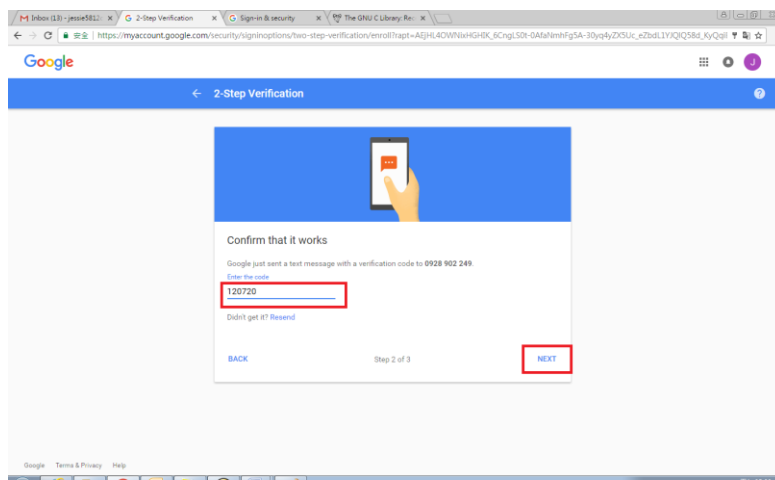 Inbox (13) - jessie5812
2-Step Verification
Sign-in & security
The GNU C Library: Re
安全 | https://myaccount.google.com/security/signinoptions/two-step-verification/enroll?rapt=
Google
J
2-Step Verification
Confirm that it works
Google just sent a text message with a verification code to 0928 902 249.
Enter the code
120720
Didn't get it? Resend
BACK
Step 2 of 3
NEXT
Google Terms & Privacy Help